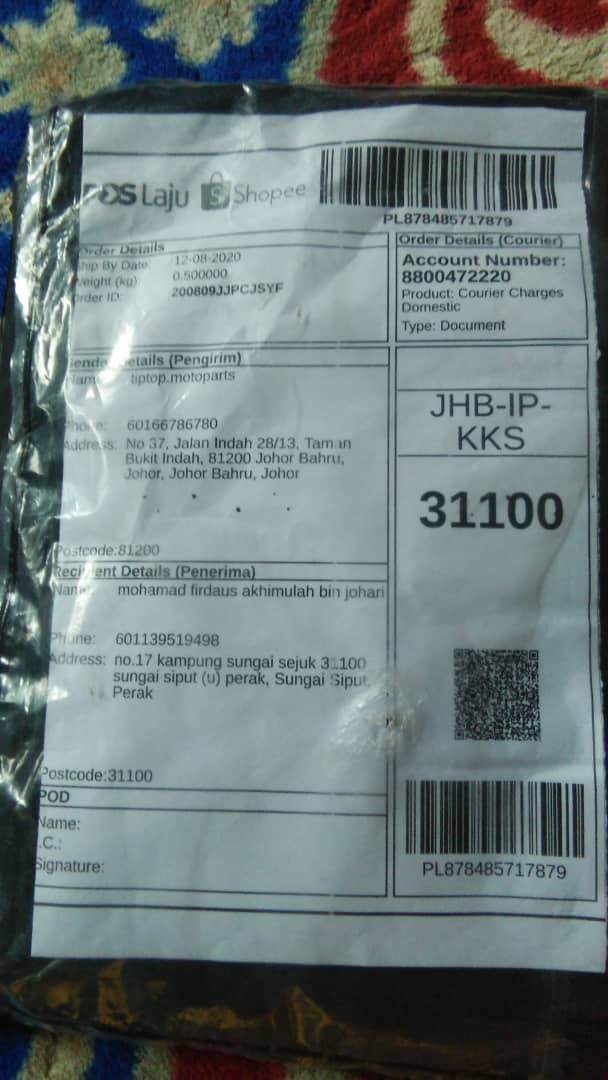 POS Laju Shopee
PL878485717879
Order Details
Ship By Date: 12-08-2020
Weight (kg) 0.500000
Order ID: 200809JJPCJSYF
Order Details (Courier)
Account Number:
8800472220
Product: Courier Charges
Domestic
Type: Document
Sender Details (Pengirim)
Name: tiptop.motoparts
Phone: 60166786780
Address: No 37, Jalan Indah 28/13, Taman
Bukit Indah, 81200 Johor Bahru,
Johor, Johor Bahru, Johor
Postcode:81200
JHB-IP-
KKS
31100
Recipient Details (Penerima)
Name: mohamad firdaus akhimulah bin johari
Phone: 601139519498
Address: no.17 kampung sungai sejuk 31100
sungai siput (u) perak, Sungai Siput,
Perak
Postcode:31100
POD
Name:
I.C.:
Signature:
PL878485717879